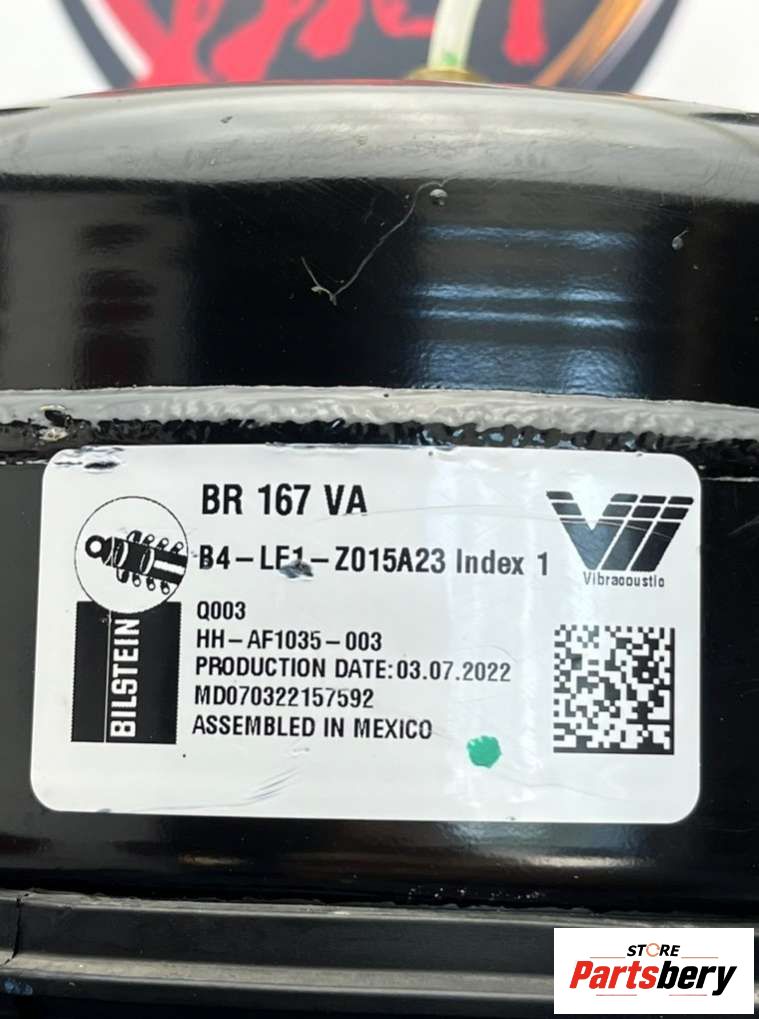 BR 167 VA
B4-LE1-Z015A23 Index 1
Vibracoustic
Q003
HH-AF1035-003
PRODUCTION DATE:03.07.2022
MD070322157592
ASSEMBLED IN MEXICO
BILSTEIN
STORE
Partsbery